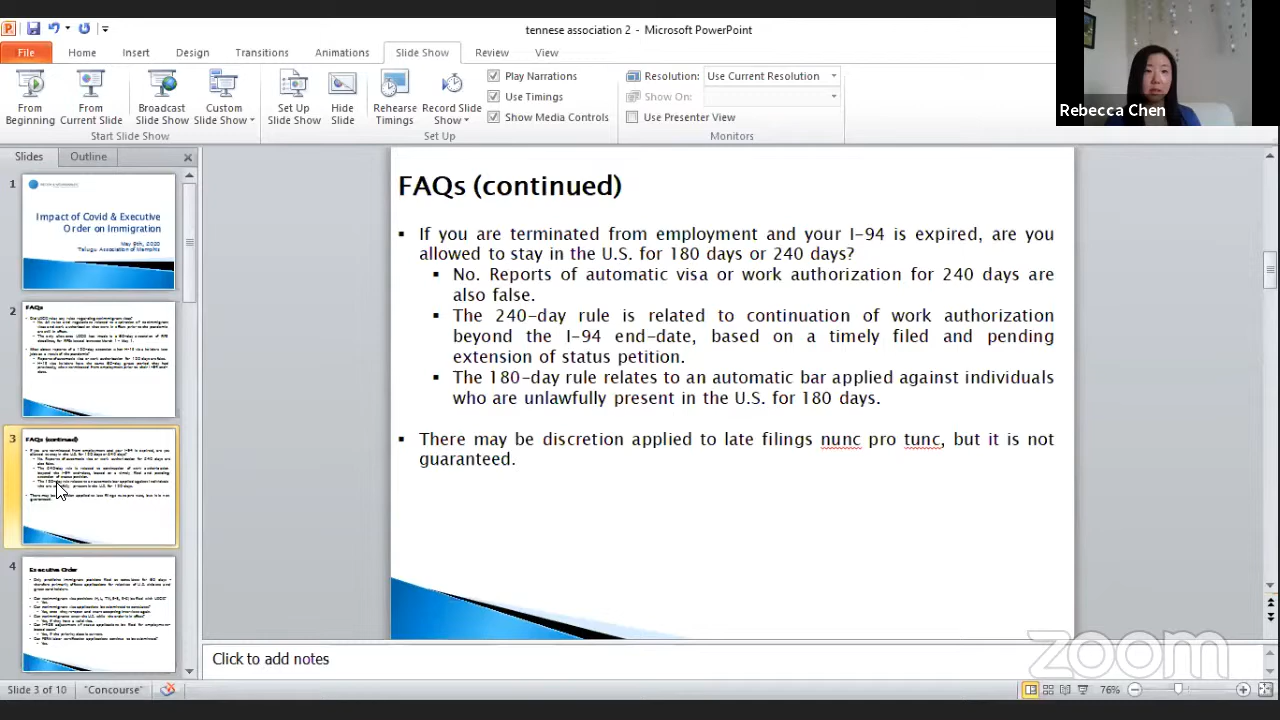 tennese association 2 - Microsoft PowerPoint
File Home Insert Design Transitions Animations Slide Show Review View
From Beginning
From Current Slide
Broadcast Slide Show
Custom Slide Show
Set Up Slide Show
Hide Slide
Rehearse Timings
Record Slide Show
Play Narrations
Use Timings
Show Media Controls
Resolution: Use Current Resolution
Show On:
Use Presenter View
Start Slide Show
Set Up
Monitors
Rebecca Chen
Slides Outline
1
Impact of Covid & Executive
Order on Immigration
May 9th, 2020
Telugu Association of Memphis
2
FAQs
3
FAQs (continued)
4
Executive Order
FAQs (continued)
If you are terminated from employment and your I-94 is expired, are you
allowed to stay in the U.S. for 180 days or 240 days?
No. Reports of automatic visa or work authorization for 240 days are
also false.
The 240-day rule is related to continuation of work authorization
beyond the I-94 end-date, based on a timely filed and pending
extension of status petition.
The 180-day rule relates to an automatic bar applied against individuals
who are unlawfully present in the U.S. for 180 days.
There may be discretion applied to late filings nunc pro tunc, but it is not
guaranteed.
Click to add notes
zoom
Slide 3 of 10 "Concourse" 76%